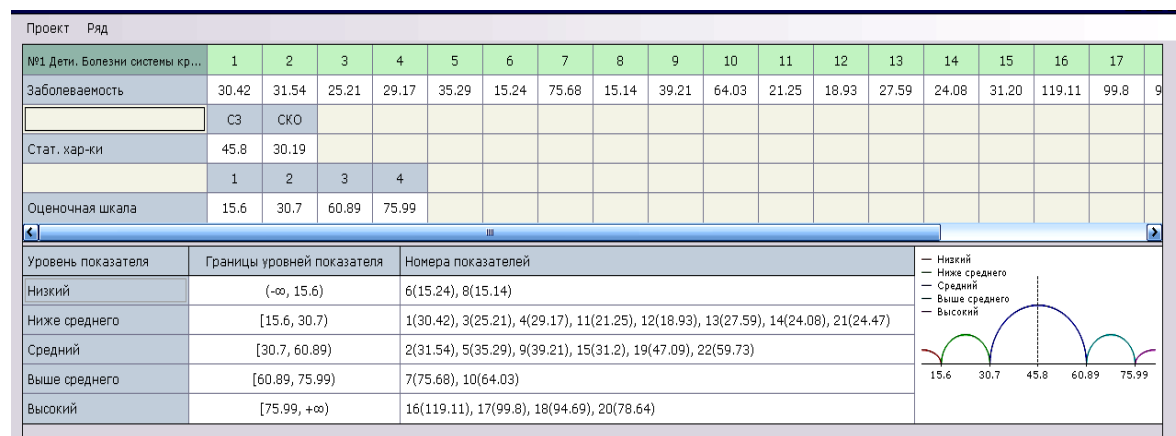 Проект Ряд
№1 Дети. Болезни системы кр... 1 2 3 4 5 6 7 8 9 10 11 12 13 14 15 16 17
Заболеваемость 30.42 31.54 25.21 29.17 35.29 15.24 75.68 15.14 39.21 64.03 21.25 18.93 27.59 24.08 31.20 119.11 99.8 9
СЗ СКО
Стат. хар-ки 45.8 30.19
1 2 3 4
Оценочная шкала 15.6 30.7 60.89 75.99
Уровень показателя Границы уровней показателя Номера показателей
Низкий (-∞, 15.6) 6(15.24), 8(15.14)
Ниже среднего [15.6, 30.7) 1(30.42), 3(25.21), 4(29.17), 11(21.25), 12(18.93), 13(27.59), 14(24.08), 21(24.47)
Средний [30.7, 60.89) 2(31.54), 5(35.29), 9(39.21), 15(31.2), 19(47.09), 22(59.73)
Выше среднего [60.89, 75.99) 7(75.68), 10(64.03)
Высокий [75.99, +∞) 16(119.11), 17(99.8), 18(94.69), 20(78.64)
Низкий
Ниже среднего
Средний
Выше среднего
Высокий
15.6 30.7 45.8 60.89 75.99